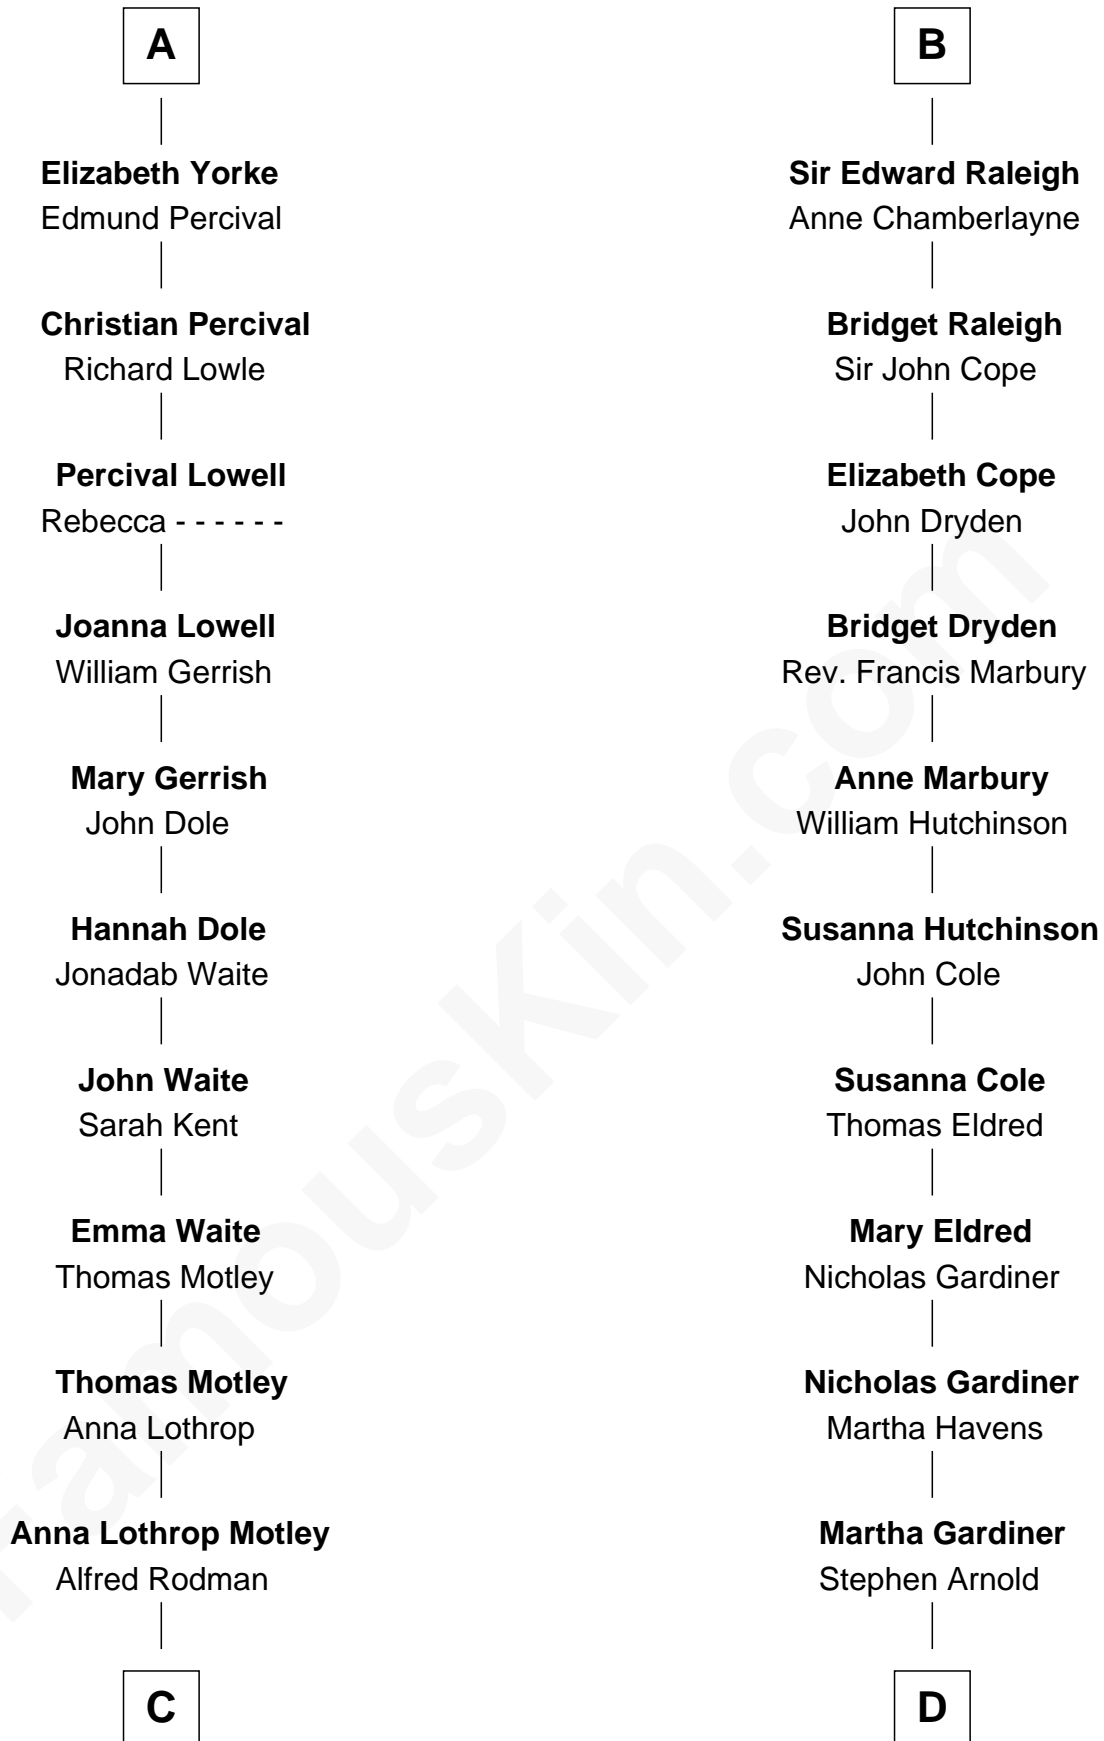 A
Elizabeth Yorke
Edmund Percival
Christian Percival
Richard Lowle
Percival Lowell
Rebecca - - - - - -
Joanna Lowell
William Gerrish
Mary Gerrish
John Dole
Hannah Dole
Jonadab Waite
John Waite
Sarah Kent
Emma Waite
Thomas Motley
Thomas Motley
Anna Lothrop
Anna Lothrop Motley
Alfred Rodman
C
B
Sir Edward Raleigh
Anne Chamberlayne
Bridget Raleigh
Sir John Cope
Elizabeth Cope
John Dryden
Bridget Dryden
Rev. Francis Marbury
Anne Marbury
William Hutchinson
Susanna Hutchinson
John Cole
Susanna Cole
Thomas Eldred
Mary Eldred
Nicholas Gardiner
Nicholas Gardiner
Martha Havens
Martha Gardiner
Stephen Arnold
D
FamousKin.com